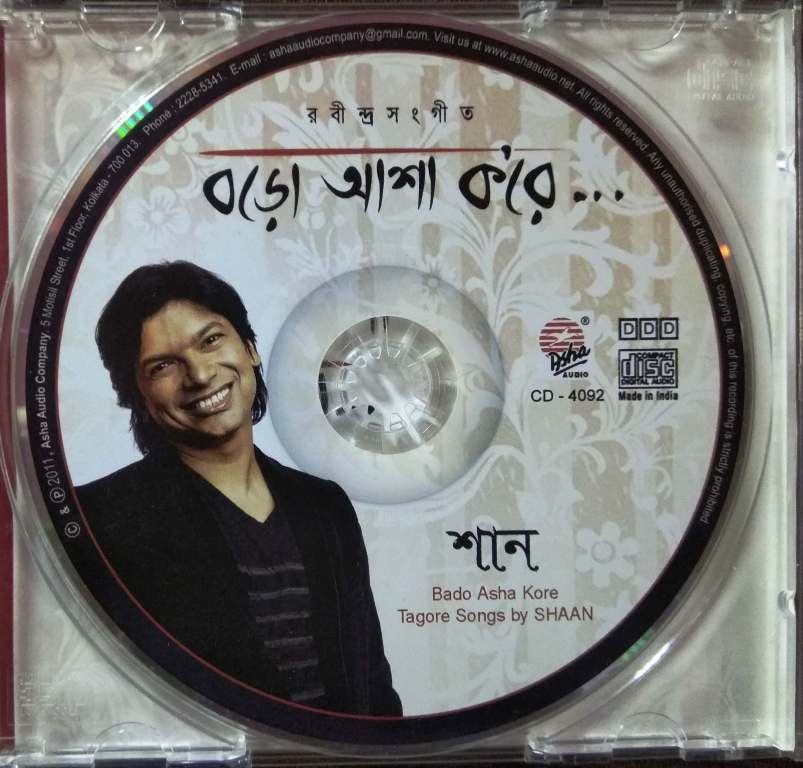 © & ℗ 2011, Asha Audio Company. 5 Motisil Street, 1st Floor, Kolkata - 700 013. Phone : 2228-5341. E-mail : ashaaudiocompany@gmail.com. Visit us at www.ashaaudio.net. All rights reserved. Any unauthorised duplicating, copying, etc. of this recording is strictly prohibited
রবীন্দ্রসংগীত
বড়ো আশা ক'রে...
Asha®
AUDIO
CD - 4092
DDD
COMPACT
disc
DIGITAL AUDIO
Made in India
শান
Bado Asha Kore
Tagore Songs by SHAAN